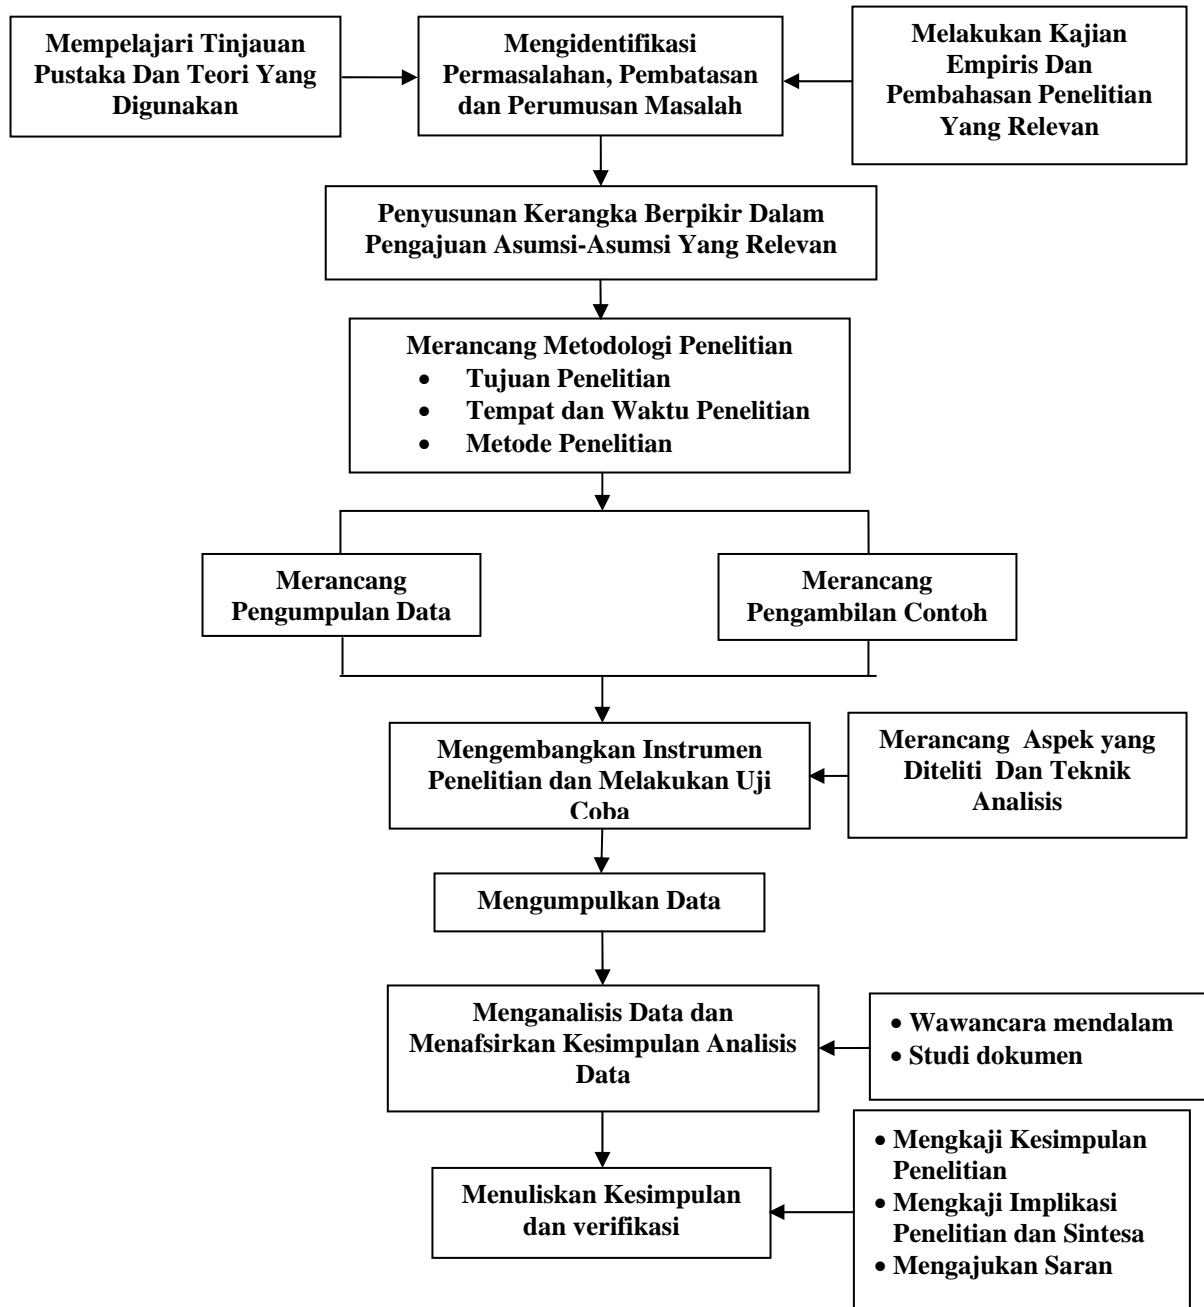 Mempelajari Tinjauan
Pustaka Dan Teori Yang
Digunakan
Mengidentifikasi
Permasalahan, Pembatasan
dan Perumusan Masalah
Melakukan Kajian
Empiris Dan
Pembahasan Penelitian
Yang Relevan
Penyusunan Kerangka Berpikir Dalam
Pengajuan Asumsi-Asumsi Yang Relevan
Merancang Metodologi Penelitian
• Tujuan Penelitian
• Tempat dan Waktu Penelitian
• Metode Penelitian
Merancang
Pengumpulan Data
Merancang
Pengambilan Contoh
Mengembangkan Instrumen
Penelitian dan Melakukan Uji
Coba
Merancang Aspek yang
Diteliti Dan Teknik
Analisis
Mengumpulkan Data
Menganalisis Data dan
Menafsirkan Kesimpulan Analisis
Data
• Wawancara mendalam
• Studi dokumen
Menuliskan Kesimpulan
dan verifikasi
• Mengkaji Kesimpulan
Penelitian
• Mengkaji Implikasi
Penelitian dan Sintesa
• Mengajukan Saran